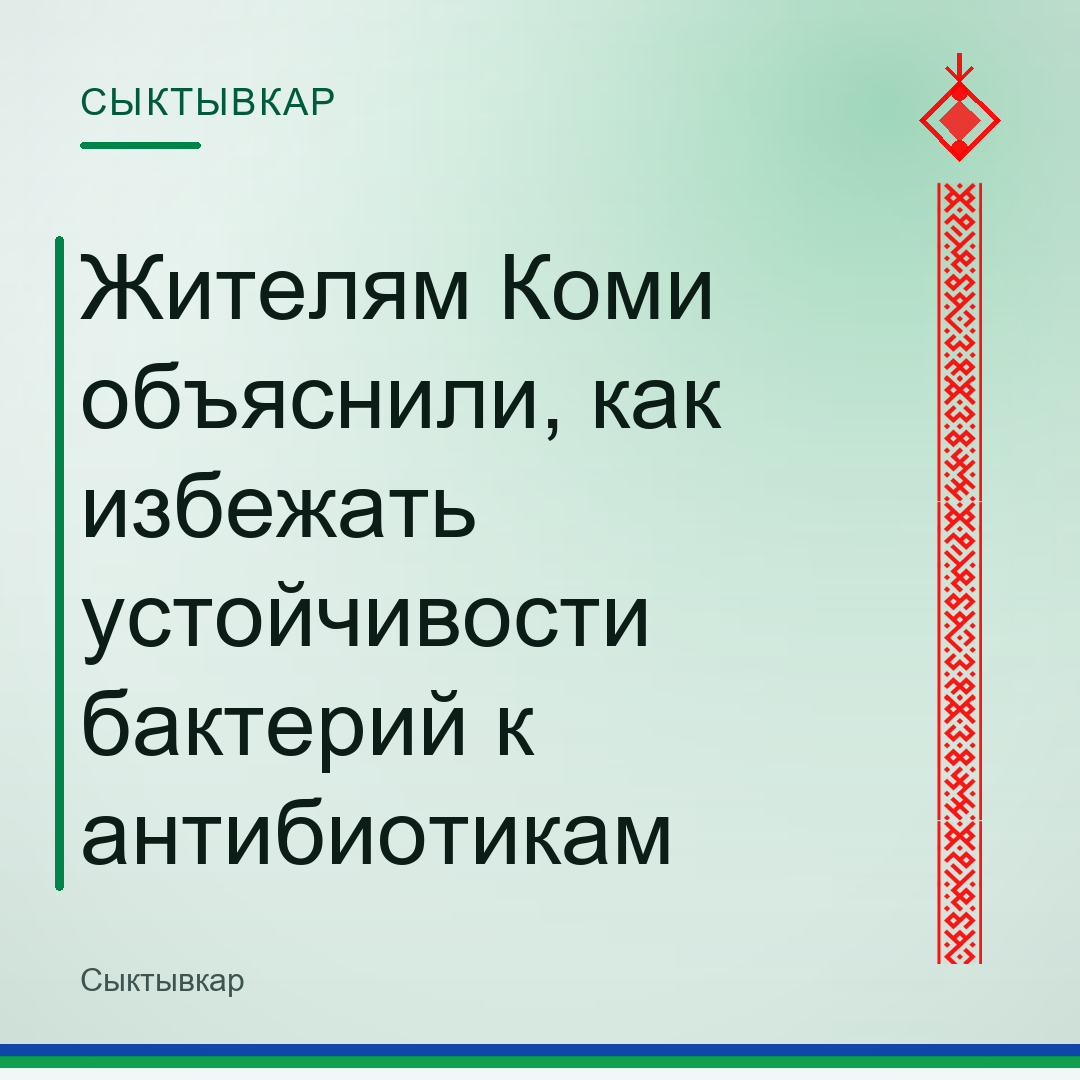 СЫКТЫВКАР
Жителям Коми
объяснили, как
избежать
устойчивости
бактерий к
антибиотикам
Сыктывкар